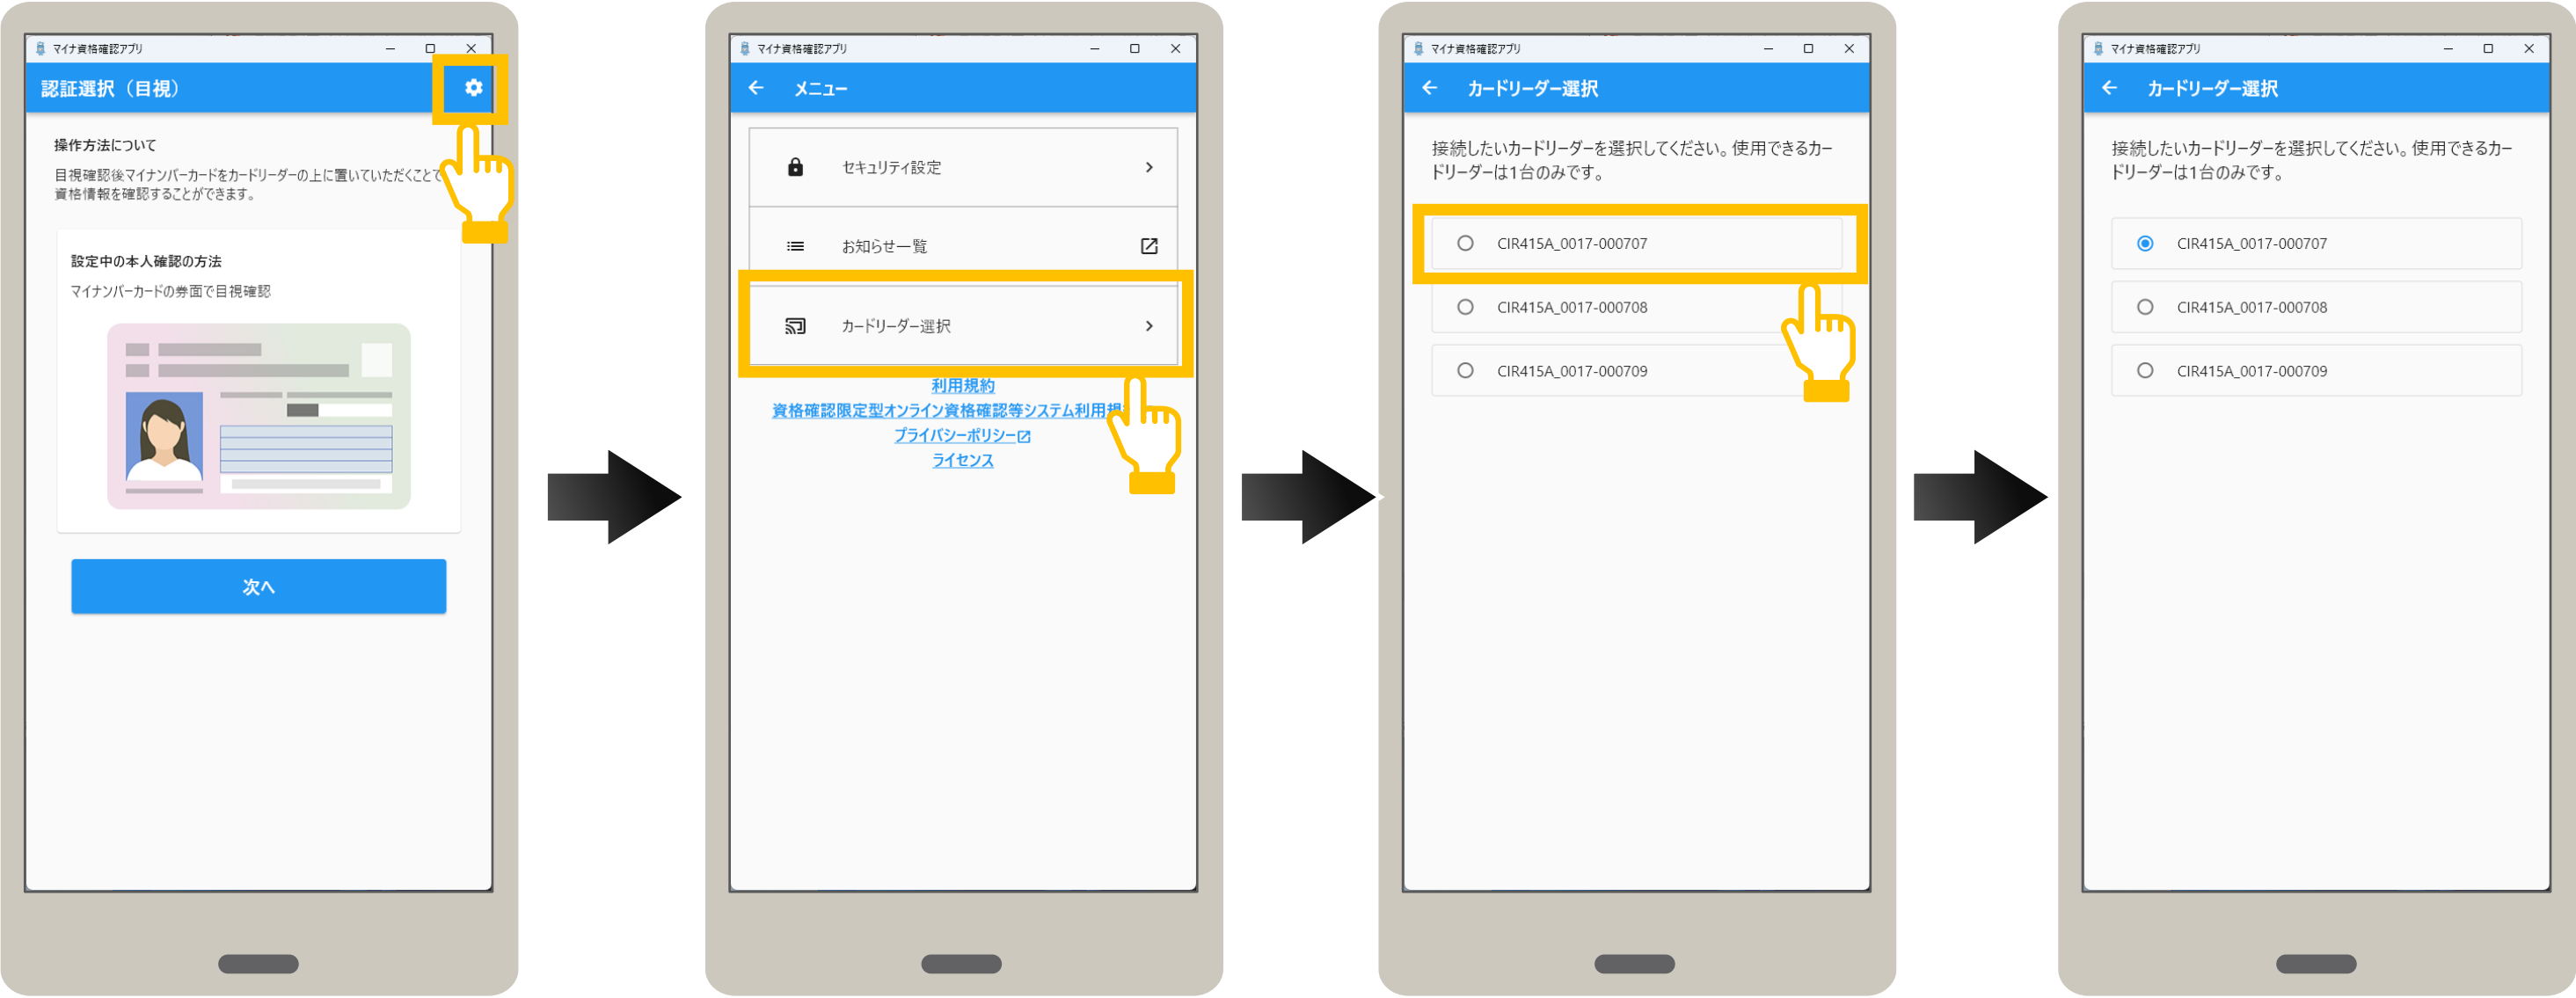 マイナ資格確認アプリ
認証選択（目視）
操作方法について
目視確認後マイナンバーカードをカードリーダーの上に置いていただくことで
資格情報を確認することができます。
設定中の本人確認の方法
マイナンバーカードの券面で目視確認
次へ
マイナ資格確認アプリ
メニュー
セキュリティ設定
お知らせ一覧
カードリーダー選択
利用規約
資格確認限定型オンライン資格確認等システム利用規
プライバシーポリシー
ライセンス
マイナ資格確認アプリ
カードリーダー選択
接続したいカードリーダーを選択してください。使用できるカー
ドリーダーは1台のみです。
CIR415A_0017-000707
CIR415A_0017-000708
CIR415A_0017-000709
マイナ資格確認アプリ
カードリーダー選択
接続したいカードリーダーを選択してください。使用できるカー
ドリーダーは1台のみです。
CIR415A_0017-000707
CIR415A_0017-000708
CIR415A_0017-000709